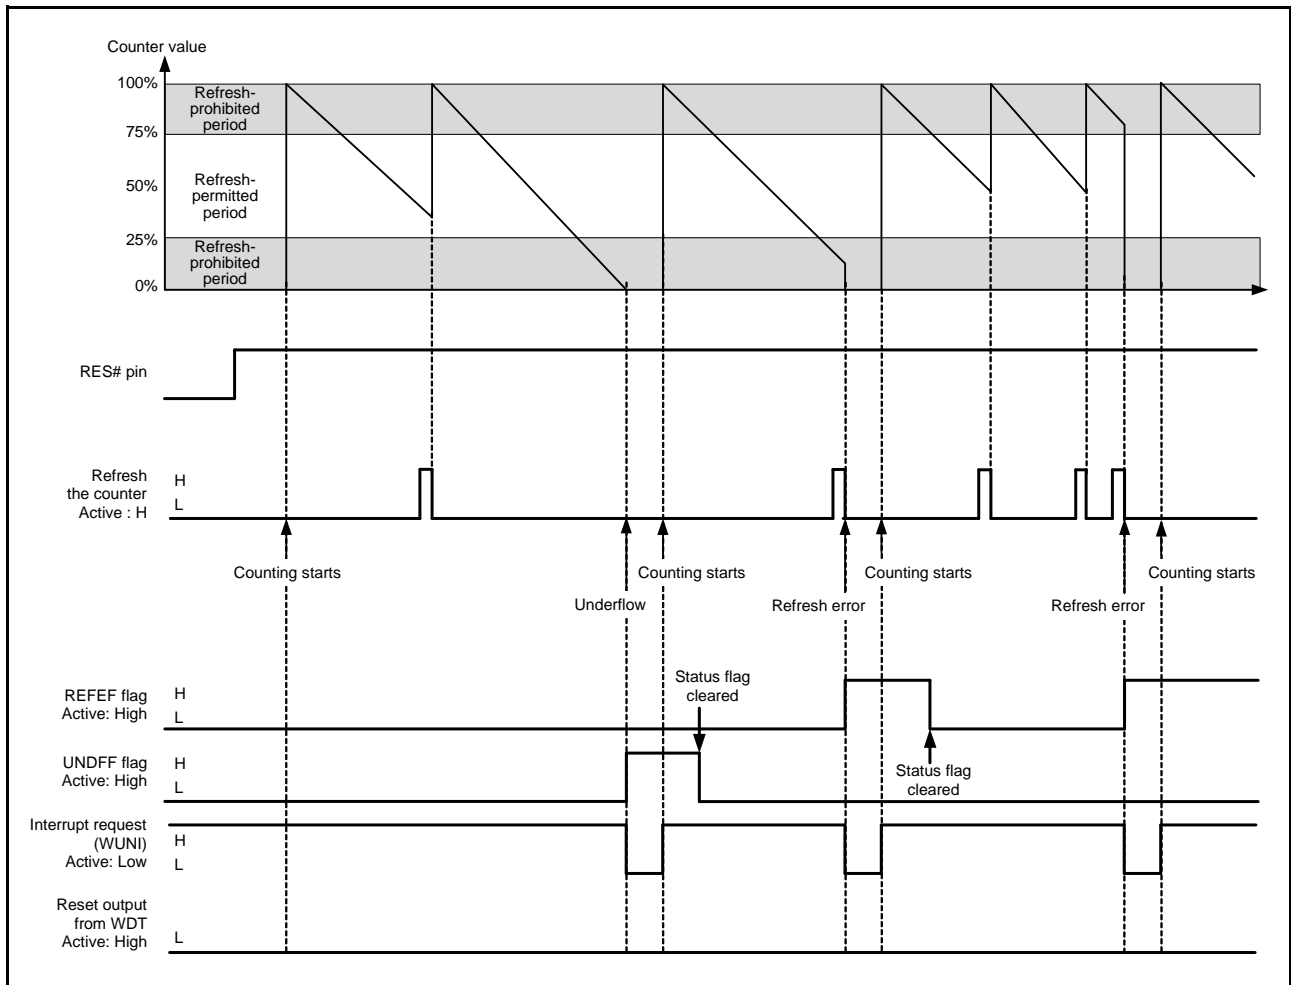 Counter value
100%
Refresh-
prohibited
period
75%
Refresh-
permitted
period
50%
25%
Refresh-
prohibited
period
0%
RES# pin
Refresh
the counter
Active : H
H
L
Counting starts
Counting starts
Counting starts
Counting starts
Underflow
Refresh error
Refresh error
Status flag
cleared
REFEF flag
Active: High
H
L
UNDFF flag
Active: High
H
L
Status flag
cleared
Interrupt request
(WUNI)
Active: Low
H
L
Reset output
from WDT
Active: High
L